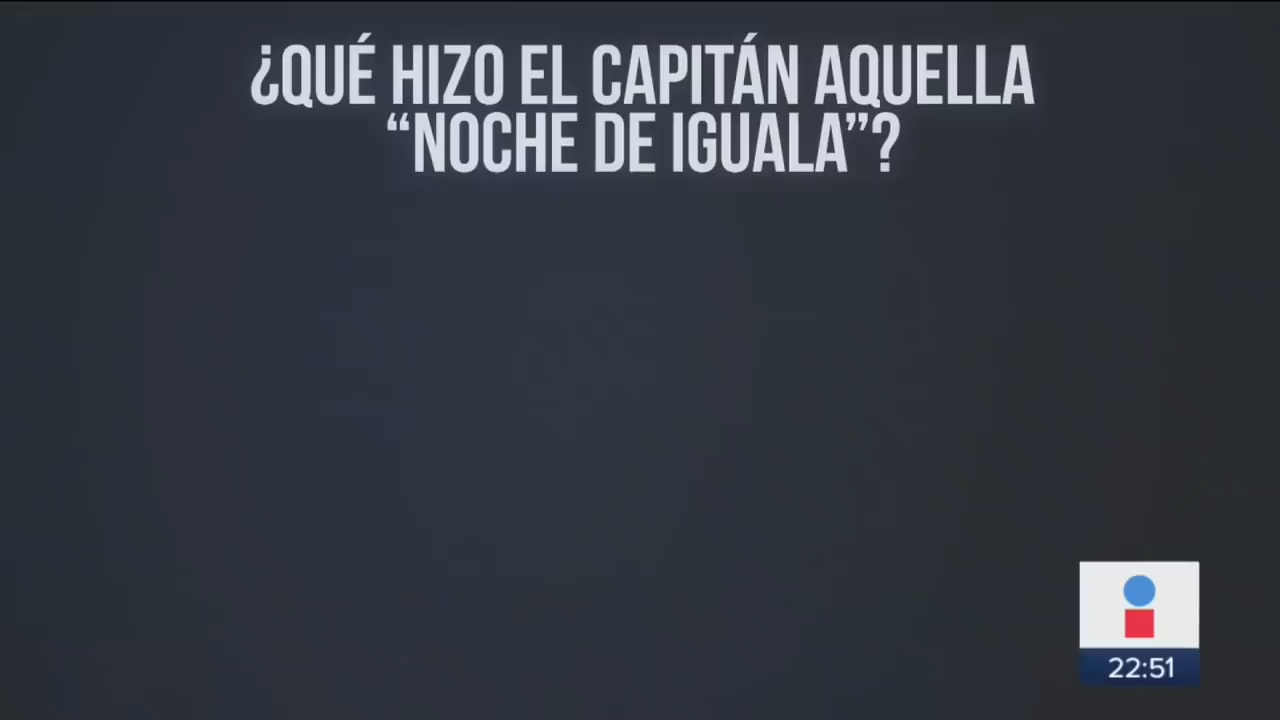 ¿QUÉ HIZO EL CAPITÁN AQUELLA
“NOCHE DE IGUALA”?
22:51